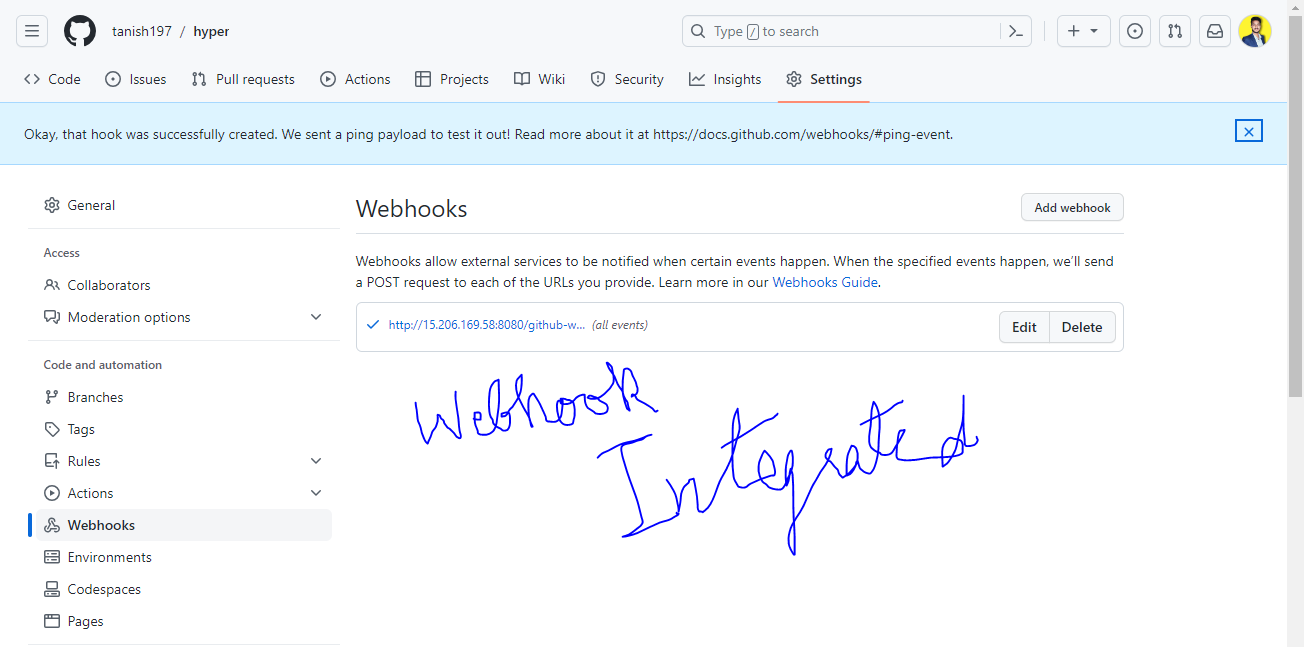 tanish197 / hyper
Type / to search
Code Issues Pull requests Actions Projects Wiki Security Insights Settings
Okay, that hook was successfully created. We sent a ping payload to test it out! Read more about it at https://docs.github.com/webhooks/#ping-event.
General
Access
Collaborators
Moderation options
Code and automation
Branches
Tags
Rules
Actions
Webhooks
Environments
Codespaces
Pages
Webhooks
Add webhook
Webhooks allow external services to be notified when certain events happen. When the specified events happen, we'll send
a POST request to each of the URLs you provide. Learn more in our Webhooks Guide.
http://15.206.169.58:8080/github-w... (all events)
Edit Delete
Webhook
Integrated